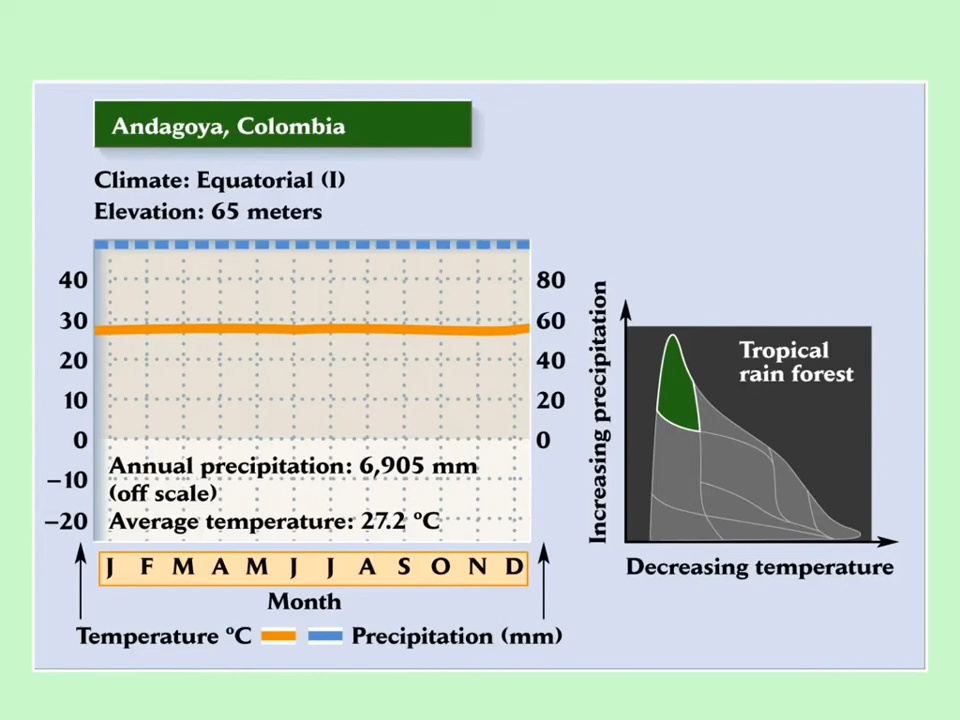 Andagoya, Colombia
Climate: Equatorial (I)
Elevation: 65 meters
40
30
20
10
0
−10
−20
80
60
40
20
0
Annual precipitation: 6,905 mm
(off scale)
Average temperature: 27.2 ºC
J F M A M J J A S O N D
Month
Temperature ºC
Precipitation (mm)
Increasing precipitation
Tropical
rain forest
Decreasing temperature